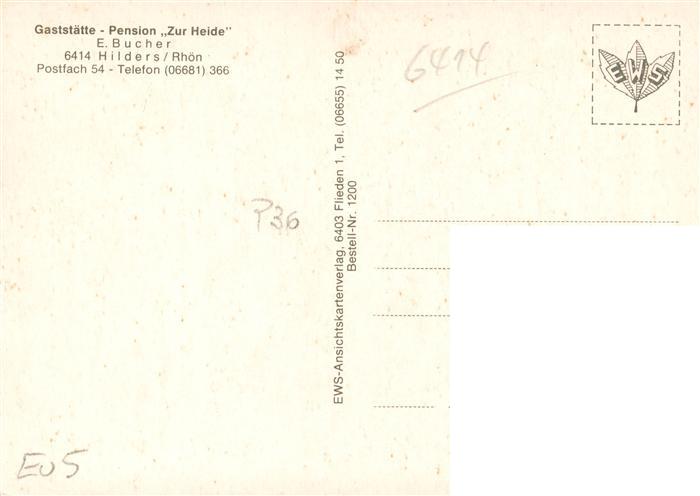 Gaststätte - Pension „Zur Heide"
E. Bucher
6414 Hilders/Rhön
Postfach 54 - Telefon (06681) 366
6414
EWS
P36
EWS-Ansichtskartenverlag, 6403 Flieden 1, Tel. (06655) 14 50
Bestell-Nr. 1200